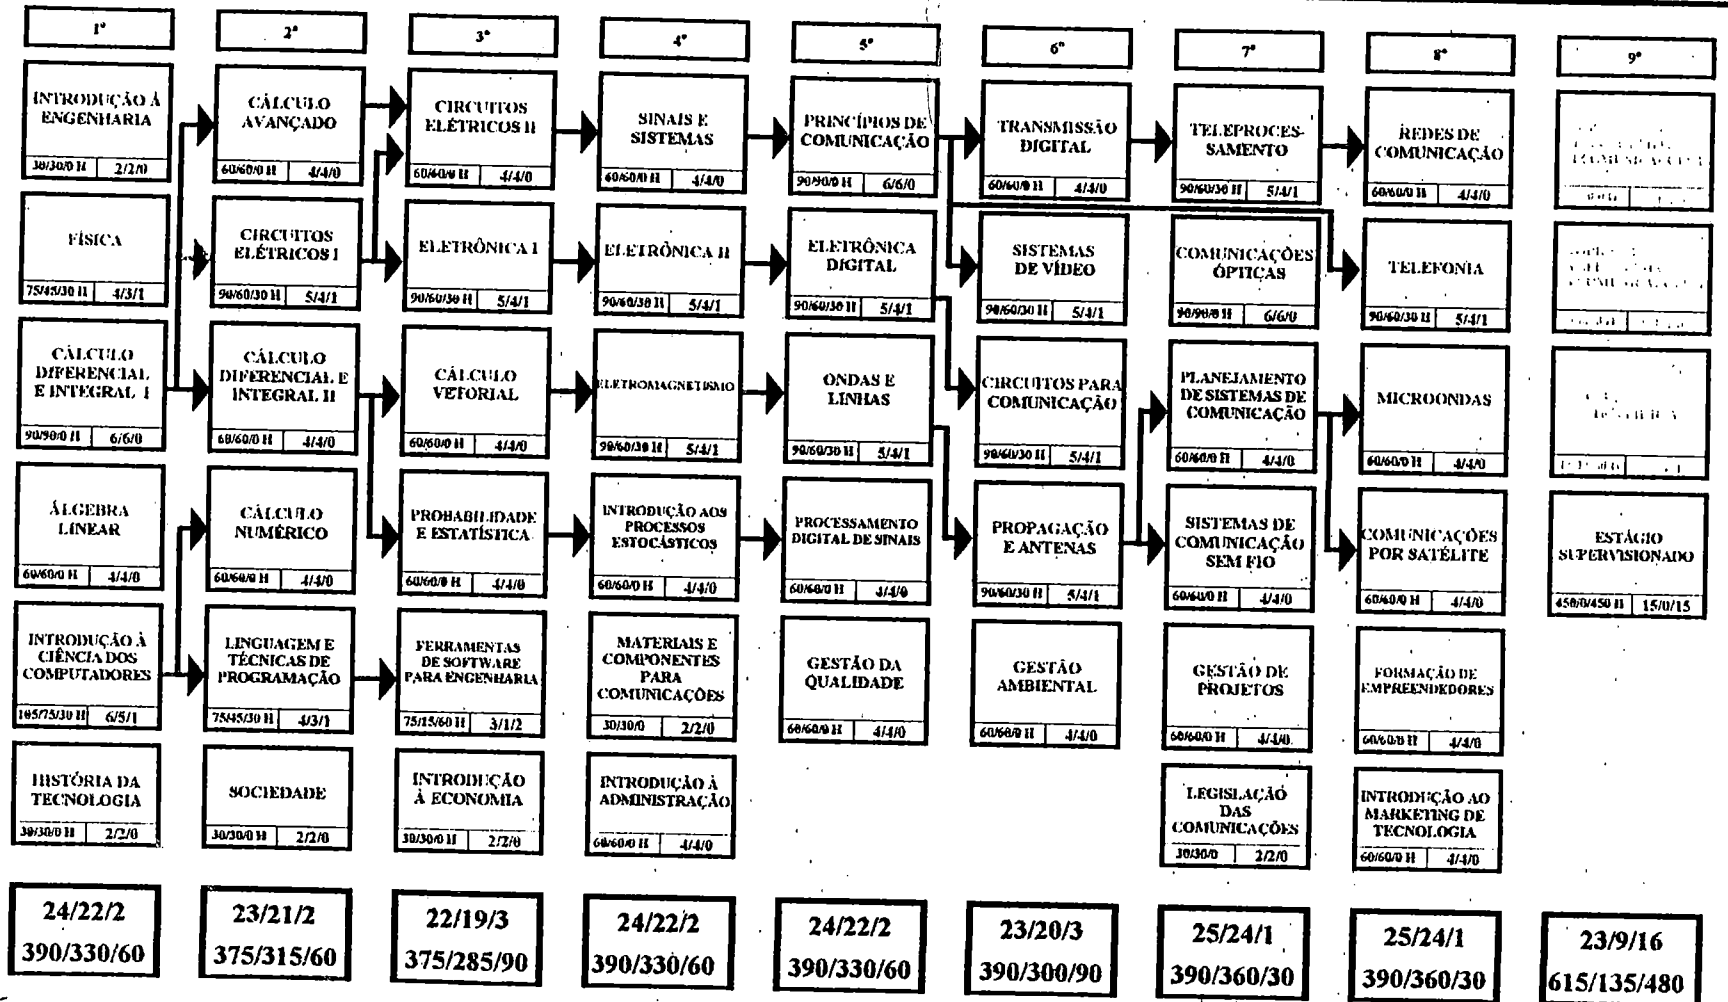 1º
2ª
3ª
4ª
5ª
6ª
7ª
8ª
9ª
INTRODUÇÃO À
ENGENHARIA
30/30/0 H 2/2/0
CÁLCULO
AVANÇADO
60/60/0 H 4/4/0
CIRCUITOS
ELÉTRICOS II
60/60/0 H 4/4/0
SINAIS E
SISTEMAS
60/60/0 H 4/4/0
PRINCÍPIOS DE
COMUNICAÇÃO
90/90/0 H 6/6/0
TRANSMISSÃO
DIGITAL
60/60/0 H 4/4/0
TELEPROCES-
SAMENTO
90/60/30 H 5/4/1
REDES DE
COMUNICAÇÃO
60/60/0 H 4/4/0
FÍSICA
75/45/30 H 4/3/1
CIRCUITOS
ELÉTRICOS I
90/60/30 H 5/4/1
ELETRÔNICA I
90/60/30 H 5/4/1
ELETRÔNICA II
90/60/30 H 5/4/1
ELETRÔNICA
DIGITAL
90/60/30 H 5/4/1
SISTEMAS
DE VÍDEO
90/60/30 H 5/4/1
COMUNICAÇÕES
ÓPTICAS
90/90/0 H 6/6/0
TELEFONIA
90/60/30 H 5/4/1
CÁLCULO
DIFERENCIAL
E INTEGRAL I
90/90/0 H 6/6/0
CÁLCULO
DIFERENCIAL E
INTEGRAL II
60/60/0 H 4/4/0
CÁLCULO
VETORIAL
60/60/0 H 4/4/0
ELETROMAGNETISMO
90/60/30 H 5/4/1
ONDAS E
LINHAS
90/60/30 H 5/4/1
CIRCUITOS PARA
COMUNICAÇÃO
90/60/30 H 5/4/1
PLANEJAMENTO
DE SISTEMAS DE
COMUNICAÇÃO
60/60/0 H 4/4/0
MICROONDAS
60/60/0 H 4/4/0
ÁLGEBRA
LINEAR
60/60/0 H 4/4/0
CÁLCULO
NUMÉRICO
60/60/0 H 4/4/0
PROBABILIDADE
E ESTATÍSTICA
60/60/0 H 4/4/0
INTRODUÇÃO AOS
PROCESSOS
ESTOCÁSTICOS
60/60/0 H 4/4/0
PROCESSAMENTO
DIGITAL DE SINAIS
60/60/0 H 4/4/0
PROPAGAÇÃO
E ANTENAS
90/60/30 H 5/4/1
SISTEMAS DE
COMUNICAÇÃO
SEM FIO
60/60/0 H 4/4/0
COMUNICAÇÕES
POR SATÉLITE
60/60/0 H 4/4/0
ESTÁGIO
SUPERVISIONADO
450/0/450 H 15/0/15
INTRODUÇÃO À
CIÊNCIA DOS
COMPUTADORES
105/75/30 H 6/5/1
LINGUAGEM E
TÉCNICAS DE
PROGRAMAÇÃO
75/45/30 H 4/3/1
FERRAMENTAS
DE SOFTWARE
PARA ENGENHARIA
75/15/60 H 3/1/2
MATERIAIS E
COMPONENTES
PARA
COMUNICAÇÕES
30/30/0 2/2/0
GESTÃO DA
QUALIDADE
60/60/0 H 4/4/0
GESTÃO
AMBIENTAL
60/60/0 H 4/4/0
GESTÃO DE
PROJETOS
60/60/0 H 4/4/0
FORMAÇÃO DE
EMPREENDEDORES
60/60/0 H 4/4/0
HISTÓRIA DA
TECNOLOGIA
30/30/0 H 2/2/0
SOCIEDADE
30/30/0 H 2/2/0
INTRODUÇÃO
À ECONOMIA
30/30/0 H 2/2/0
INTRODUÇÃO À
ADMINISTRAÇÃO
60/60/0 H 4/4/0
LEGISLAÇÃO
DAS
COMUNICAÇÕES
30/30/0 2/2/0
INTRODUÇÃO AO
MARKETING DE
TECNOLOGIA
60/60/0 H 4/4/0
24/22/2
390/330/60
23/21/2
375/315/60
22/19/3
375/285/90
24/22/2
390/330/60
24/22/2
390/330/60
23/20/3
390/300/90
25/24/1
390/360/30
25/24/1
390/360/30
23/9/16
615/135/480